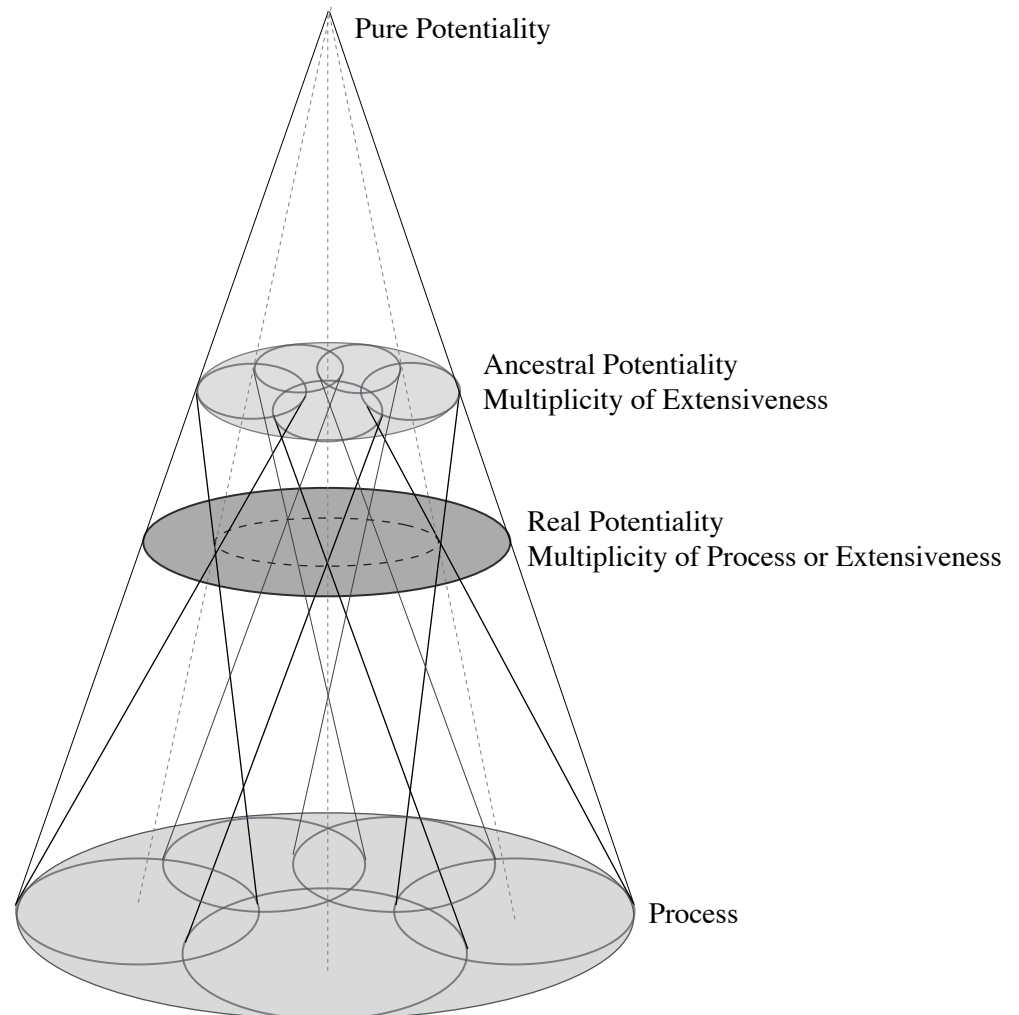 Pure Potentiality
Ancestral Potentiality
Multiplicity of Extensiveness
Real Potentiality
Multiplicity of Process or Extensiveness
Process